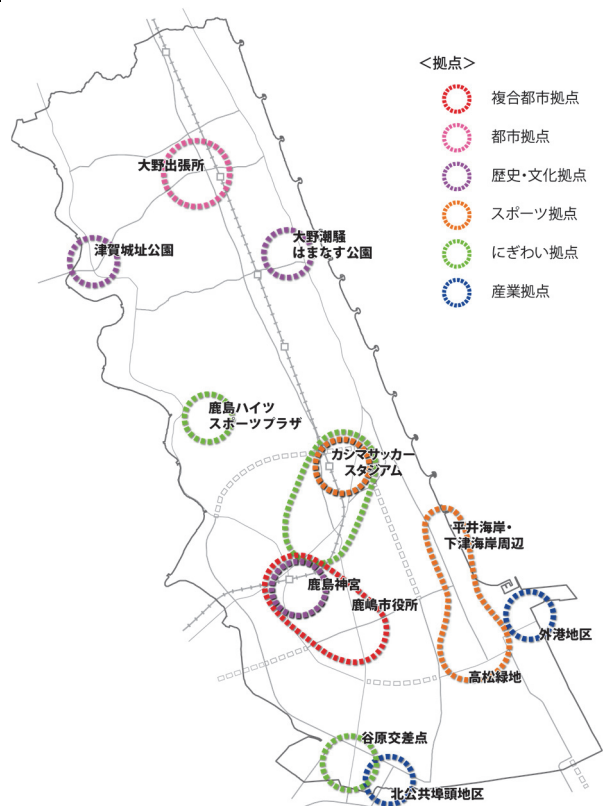 <拠点>
複合都市拠点
都市拠点
歴史・文化拠点
スポーツ拠点
にぎわい拠点
産業拠点
大野出張所
津賀城址公園
大野潮騒
はまなす公園
鹿島ハイツ
スポーツプラザ
カシマサッカー
スタジアム
平井海岸・
下津海岸周辺
鹿島神宮
鹿嶋市役所
外港地区
高松緑地
谷原交差点
北公共埠頭地区